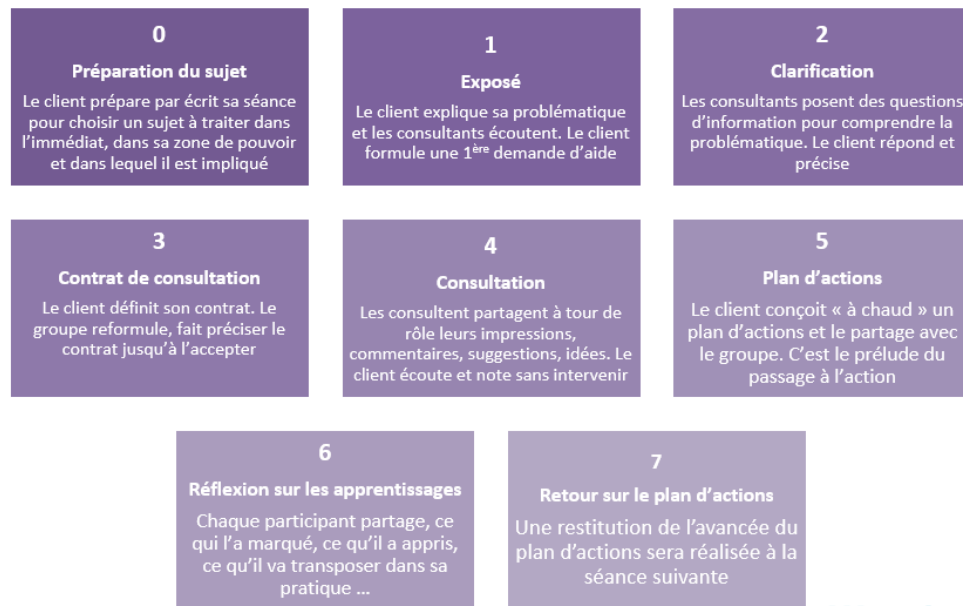 0
Préparation du sujet
Le client prépare par écrit sa séance
pour choisir un sujet à traiter dans
l’immédiat, dans sa zone de pouvoir
et dans lequel il est impliqué
1
Exposé
Le client explique sa problématique
et les consultants écoutent. Le client
formule une 1ère demande d’aide
2
Clarification
Les consultants posent des questions
d’information pour comprendre la
problématique. Le client répond et
précise
3
Contrat de consultation
Le client définit son contrat. Le
groupe reformule, fait préciser le
contrat jusqu’à l’accepter
4
Consultation
Les consultent partagent à tour de
rôle leurs impressions,
commentaires, suggestions, idées. Le
client écoute et note sans intervenir
5
Plan d’actions
Le client conçoit « à chaud » un
plan d’actions et le partage avec
le groupe. C’est le prélude du
passage à l’action
6
Réflexion sur les apprentissages
Chaque participant partage, ce
qui l’a marqué, ce qu’il a appris,
ce qu’il va transposer dans sa
pratique ...
7
Retour sur le plan d’actions
Une restitution de l’avancée du
plan d’actions sera réalisée à la
séance suivante